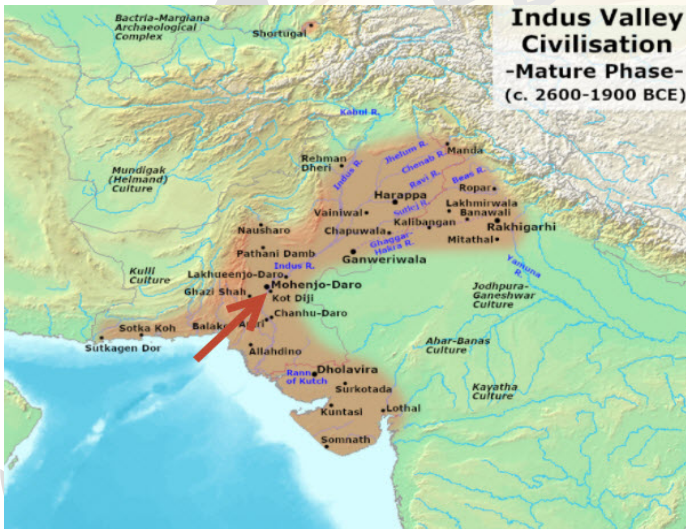 Indus Valley
Civilisation
-Mature Phase-
(c. 2600-1900 BCE)
Bactria-Margiana
Archaeological
Complex
Shortugai
Kabul R.
Mundigak
(Helmand)
Culture
Rehman
Dheri
Indus R.
Jhelum R.
Manda
Chenab R.
Ravi R.
Beas R.
Ropar
Harappa
Sutlej R.
Lakhmirwala
Banawali
Vainiwal
Kalibangan
Rakhigarhi
Nausharo
Chapuwala
Mitathal
Ghaggar-
Hakra R.
Pathani Damb
Ganweriwala
Yamuna
R.
Kulli
Culture
Lakhueenjo-Daro
Indus R.
Mohenjo-Daro
Ghazi Shah
Kot Diji
Jodhpura-
Ganeshwar
Culture
Chanhu-Daro
Sotka Koh
Sutkagen Dor
Allahdino
Ahar-Banas
Culture
Rann
of Kutch
Dholavira
Surkotada
Kayatha
Culture
Kuntasi
Lothal
Somnath